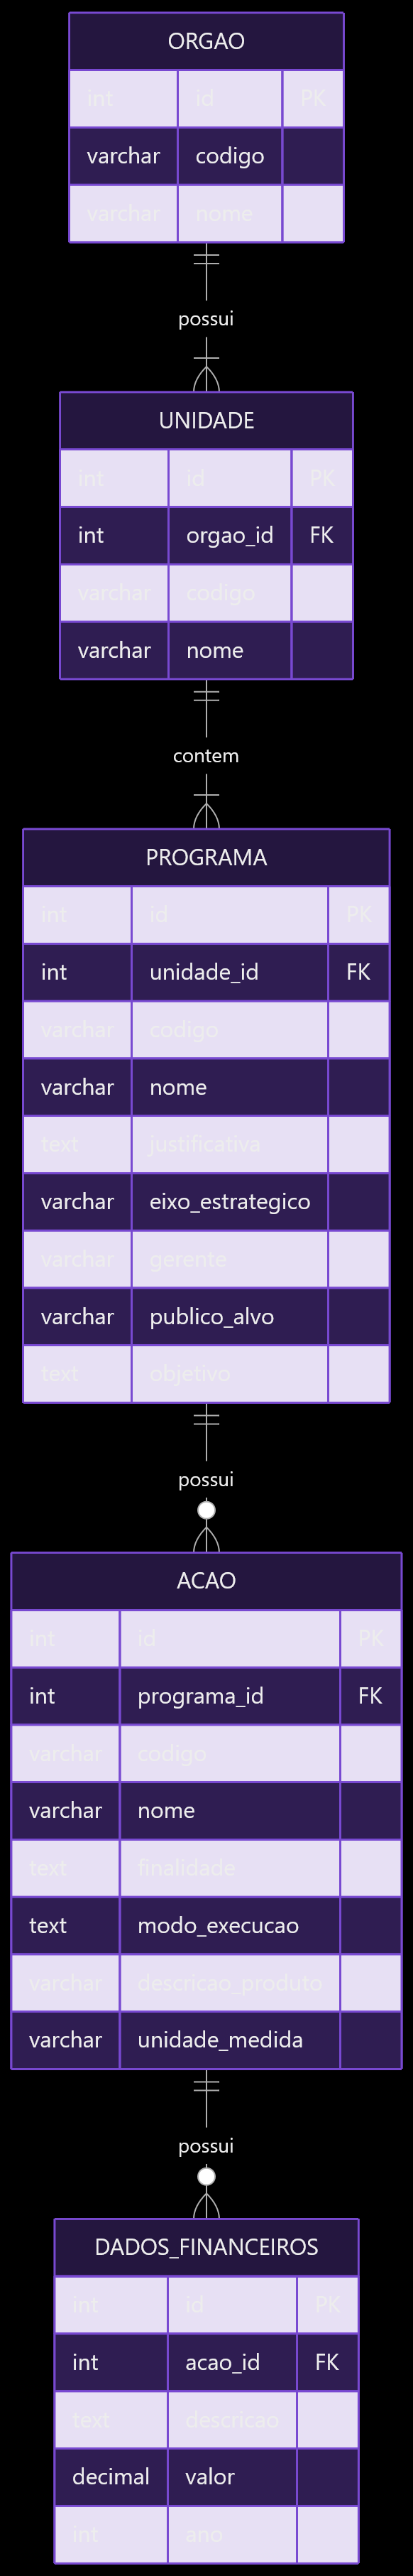 ORGAO
int id PK
varchar codigo
varchar nome
possui
UNIDADE
int id PK
int orgao_id FK
varchar codigo
varchar nome
contem
PROGRAMA
int id PK
int unidade_id FK
varchar codigo
varchar nome
text justificativa
varchar eixo_estrategico
varchar gerente
varchar publico_alvo
text objetivo
possui
ACAO
int id PK
int programa_id FK
varchar codigo
varchar nome
text finalidade
text modo_execucao
varchar descricao_produto
varchar unidade_medida
possui
DADOS_FINANCEIROS
int id PK
int acao_id FK
text descricao
decimal valor
int ano